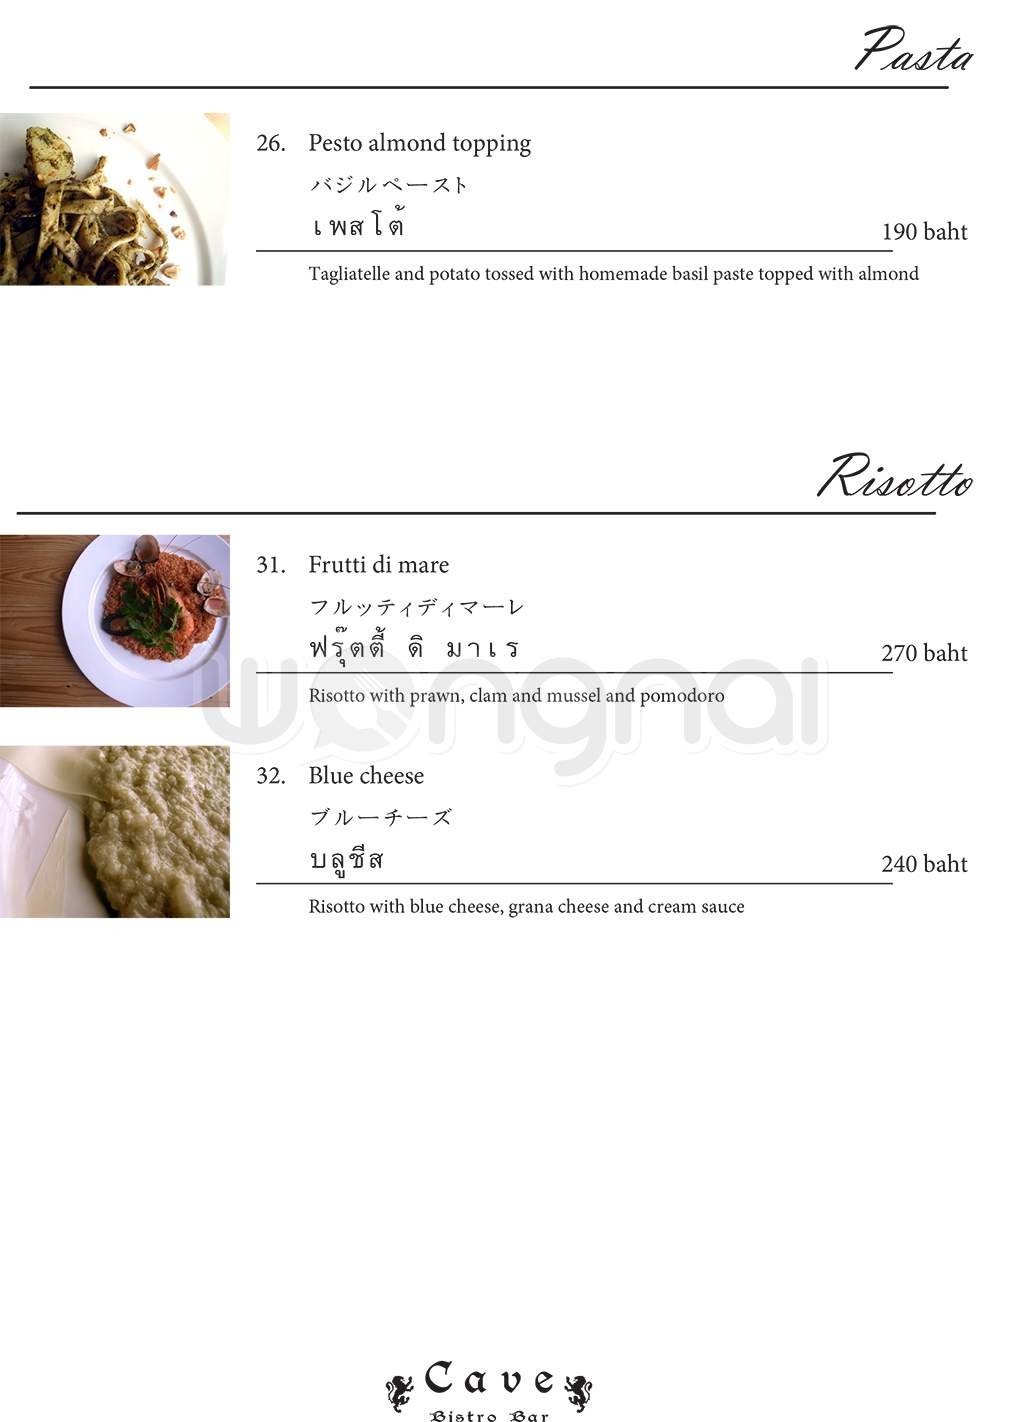 Pasta
26. Pesto almond topping
バジルペースト
เพสโต้
190 baht
Tagliatelle and potato tossed with homemade basil paste topped with almond
Risotto
31. Frutti di mare
フルッティディマーレ
ฟรุ๊ตตี้ ดิ มาเร
270 baht
Risotto with prawn, clam and mussel and pomodoro
wongnai
32. Blue cheese
ブルーチーズ
บลูชีส
240 baht
Risotto with blue cheese, grana cheese and cream sauce
Cave
Bistro Bar